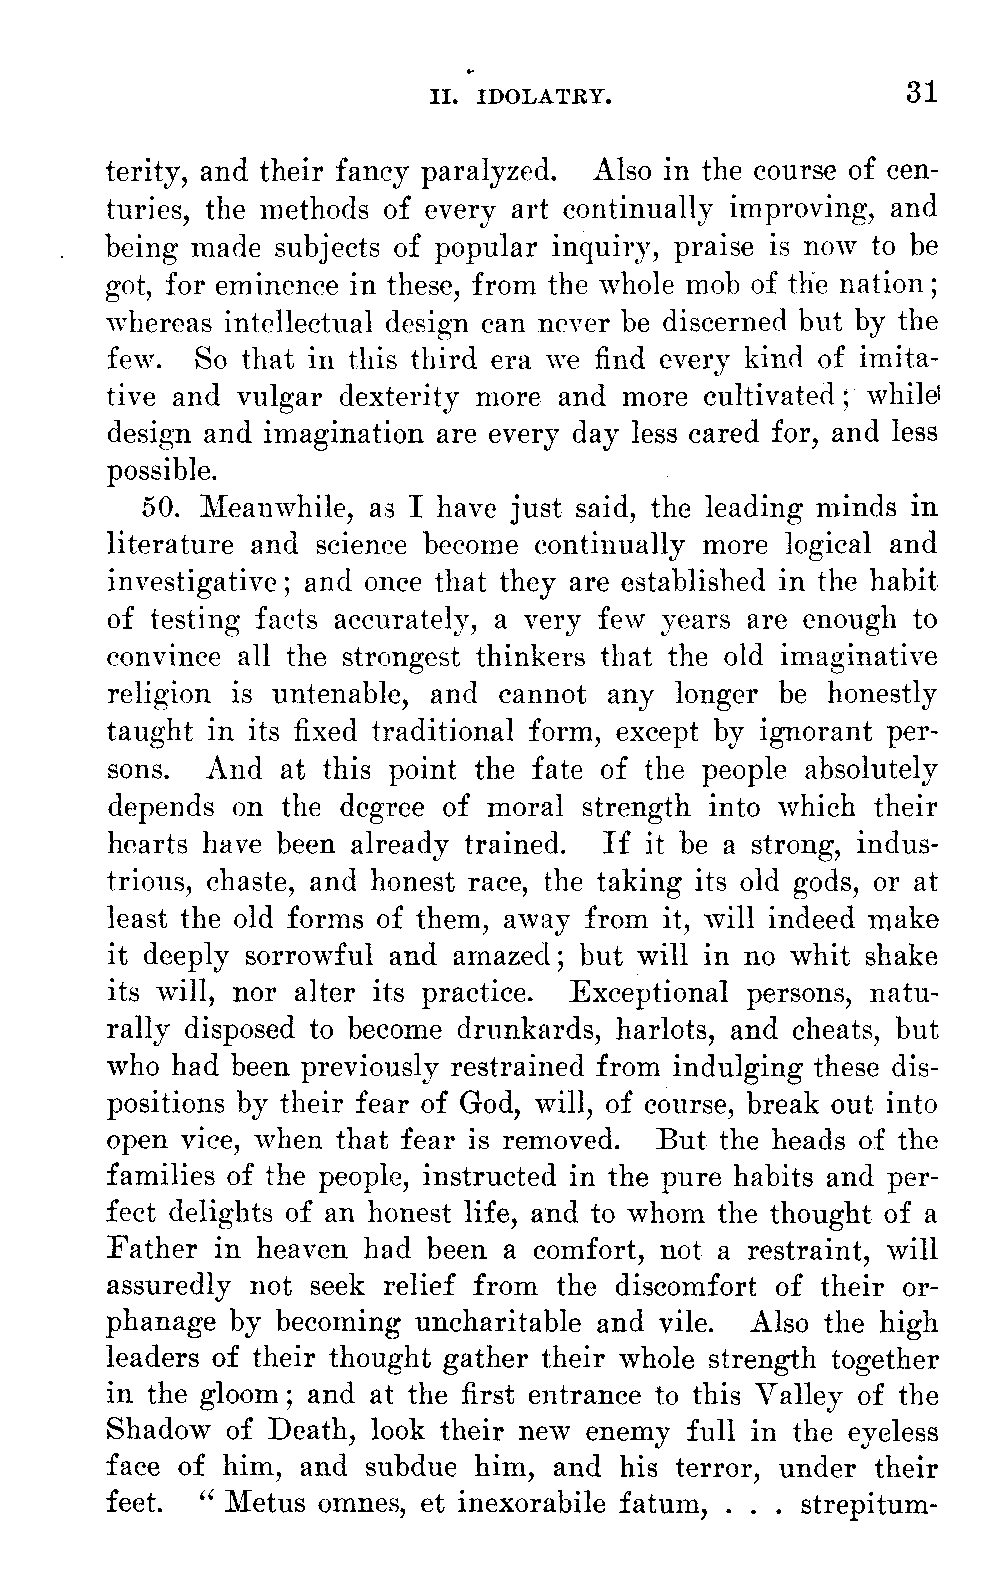 II. IDOLATRY. 31
terity, and their fancy paralyzed. Also in the course of cen-
turies, the methods of every art continually improving, and
being made subjects of popular inquiry, praise is now to be
got, for eminence in these, from the whole mob of the nation;
whereas intellectual design can never be discerned but by the
few. So that in this third era we find every kind of imita-
tive and vulgar dexterity more and more cultivated; while
design and imagination are every day less cared for, and less
possible.
50. Meanwhile, as I have just said, the leading minds in
literature and science become continually more logical and
investigative; and once that they are established in the habit
of testing facts accurately, a very few years are enough to
convince all the strongest thinkers that the old imaginative
religion is untenable, and cannot any longer be honestly
taught in its fixed traditional form, except by ignorant per-
sons. And at this point the fate of the people absolutely
depends on the degree of moral strength into which their
hearts have been already trained. If it be a strong, indus-
trious, chaste, and honest race, the taking its old gods, or at
least the old forms of them, away from it, will indeed make
it deeply sorrowful and amazed; but will in no whit shake
its will, nor alter its practice. Exceptional persons, natu-
rally disposed to become drunkards, harlots, and cheats, but
who had been previously restrained from indulging these dis-
positions by their fear of God, will, of course, break out into
open vice, when that fear is removed. But the heads of the
families of the people, instructed in the pure habits and per-
fect delights of an honest life, and to whom the thought of a
Father in heaven had been a comfort, not a restraint, will
assuredly not seek relief from the discomfort of their or-
phanage by becoming uncharitable and vile. Also the high
leaders of their thought gather their whole strength together
in the gloom; and at the first entrance to this Valley of the
Shadow of Death, look their new enemy full in the eyeless
face of him, and subdue him, and his terror, under their
feet. “Metus omnes, et inexorabile fatum, . . . strepitum-